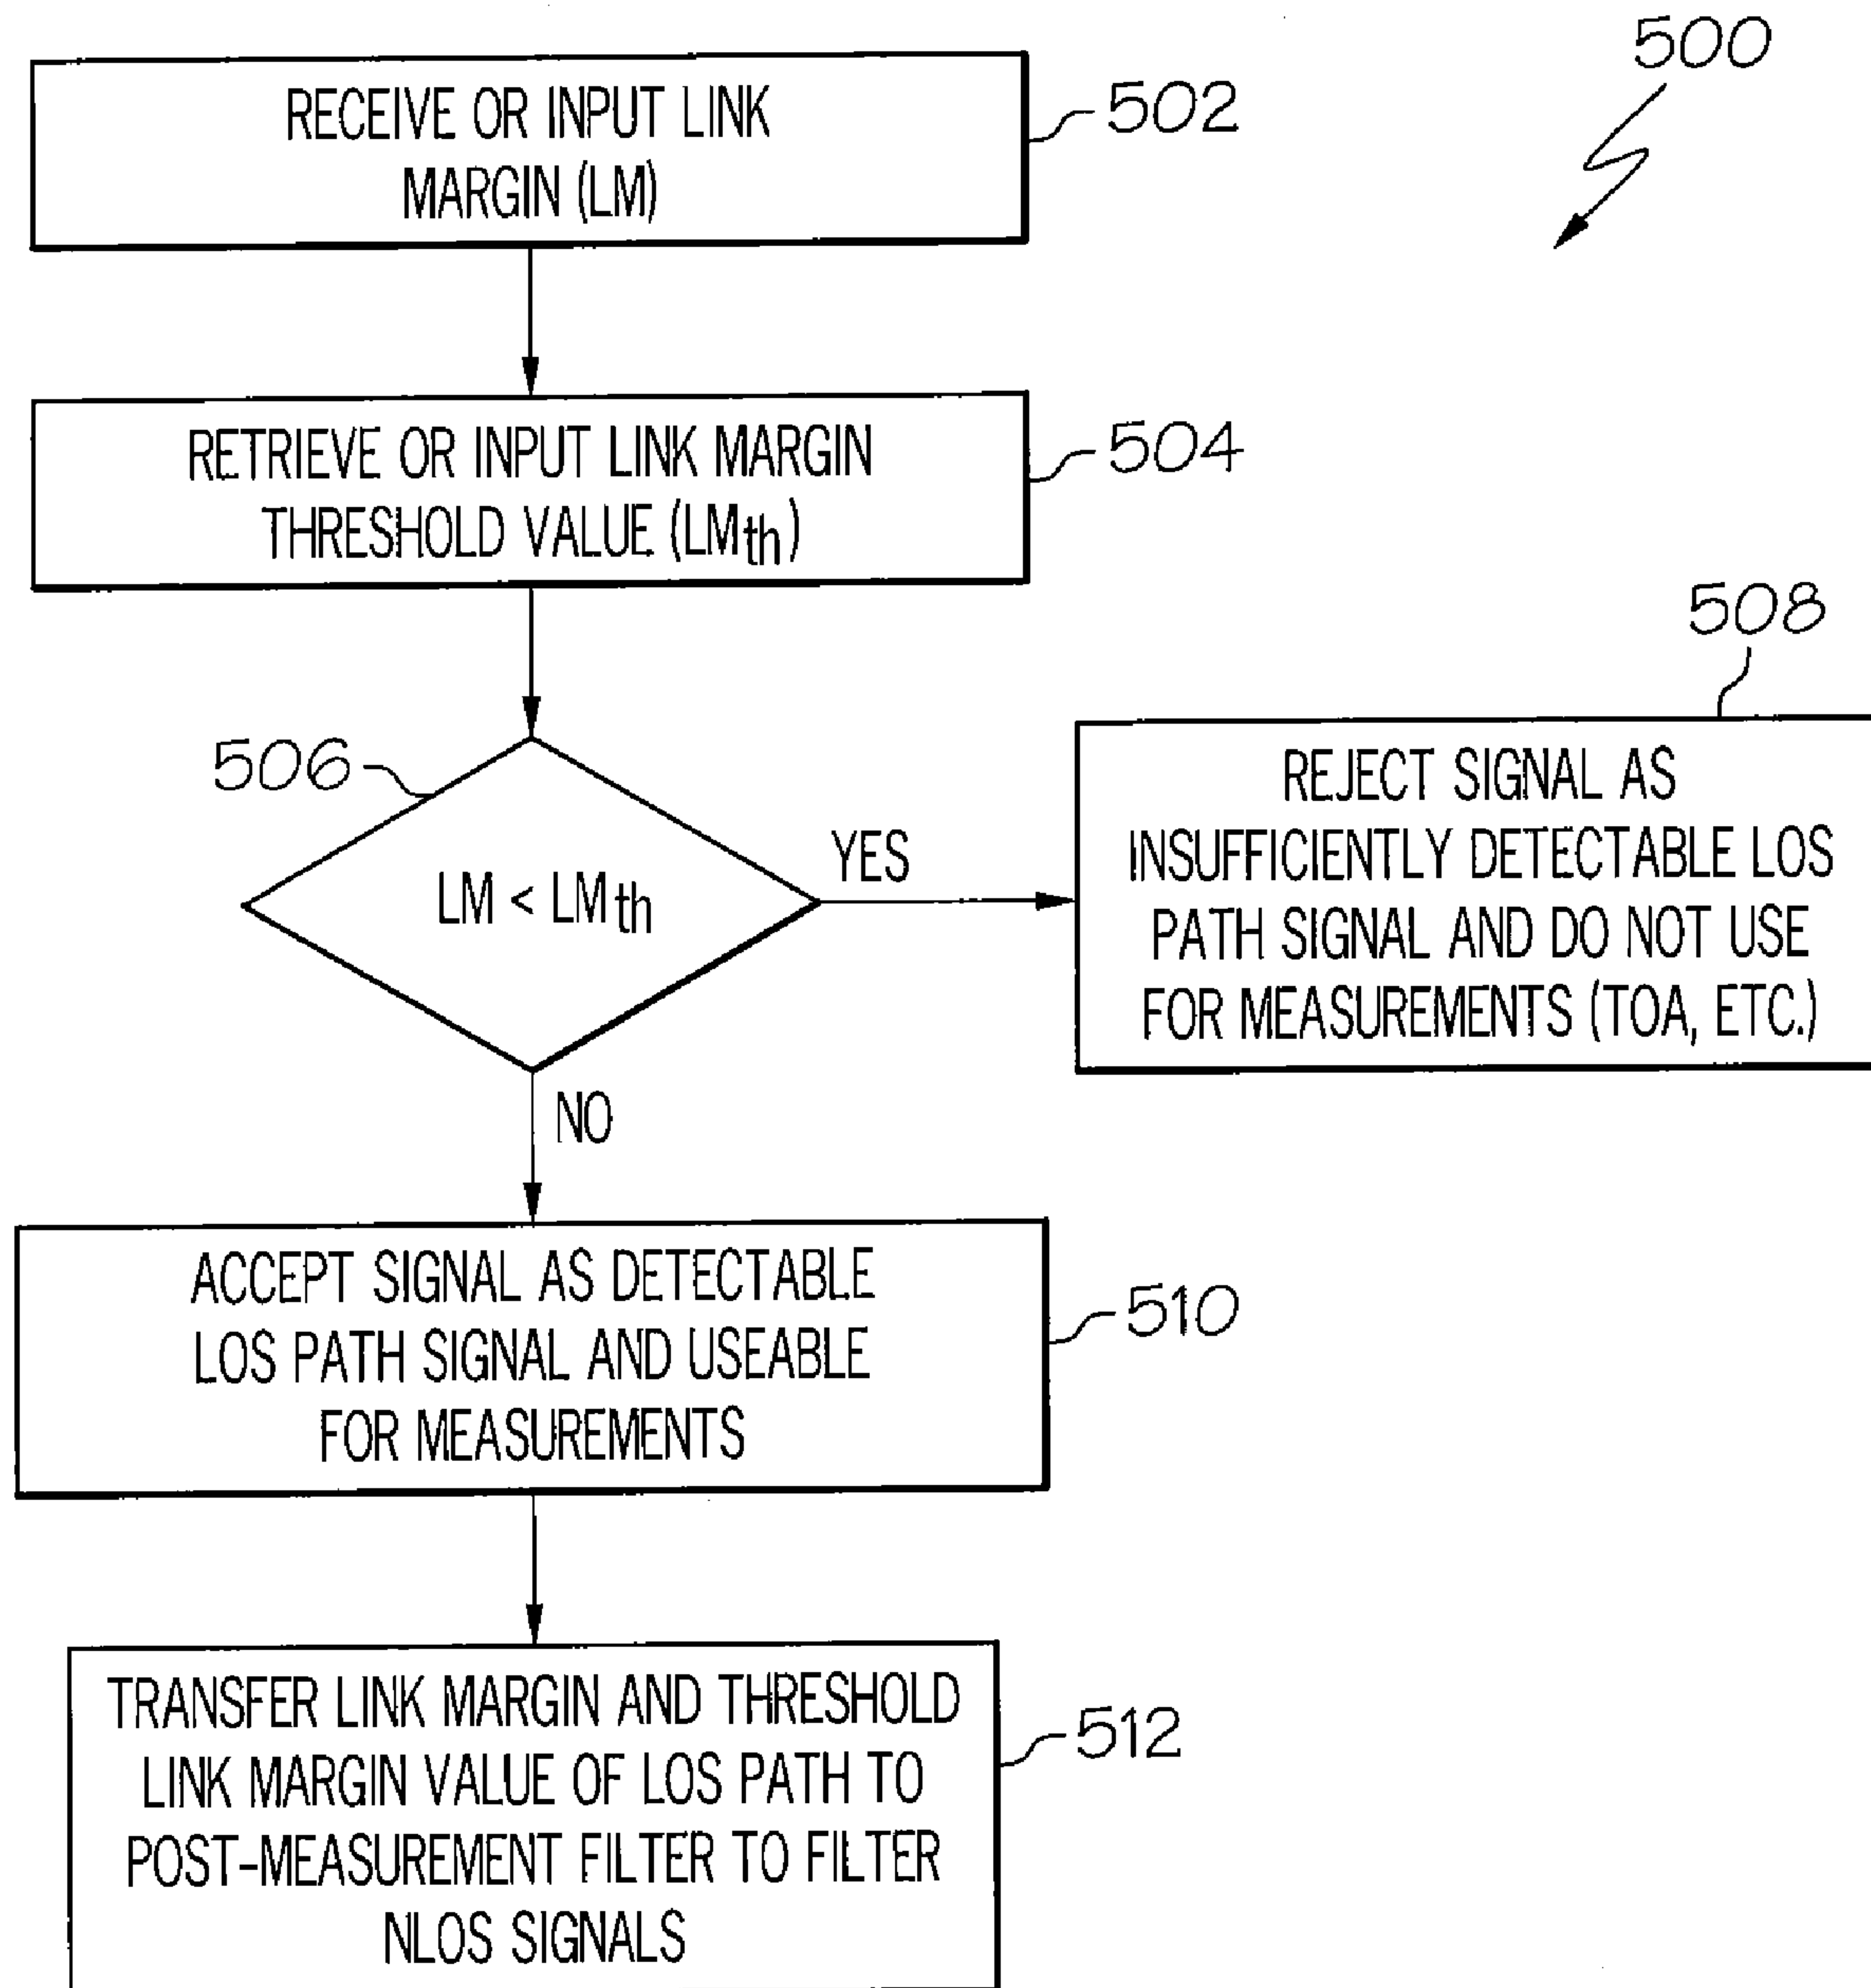 500
RECEIVE OR INPUT LINK
MARGIN (LM)
502
RETRIEVE OR INPUT LINK MARGIN
THRESHOLD VALUE (LMth)
504
506
LM < LMth
YES
508
REJECT SIGNAL AS
INSUFFICIENTLY DETECTABLE LOS
PATH SIGNAL AND DO NOT USE
FOR MEASUREMENTS (TOA, ETC.)
NO
ACCEPT SIGNAL AS DETECTABLE
LOS PATH SIGNAL AND USEABLE
FOR MEASUREMENTS
510
TRANSFER LINK MARGIN AND THRESHOLD
LINK MARGIN VALUE OF LOS PATH TO
POST-MEASUREMENT FILTER TO FILTER
NLOS SIGNALS
512